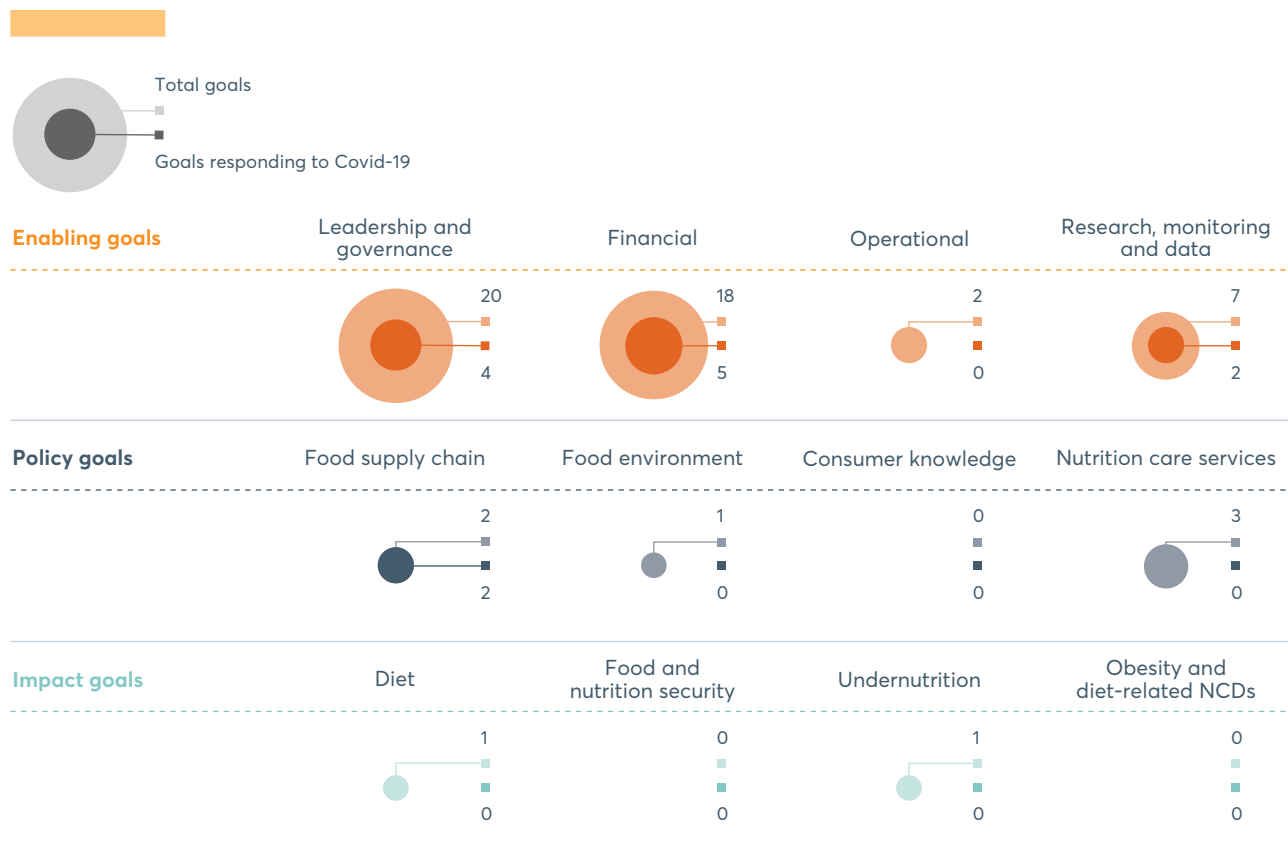 Total goals
Goals responding to Covid-19
Enabling goals
Leadership and
governance
Financial
Operational
Research, monitoring
and data
20
18
2
7
4
5
0
2
Policy goals
Food supply chain
Food environment
Consumer knowledge
Nutrition care services
2
1
0
3
2
0
0
0
Impact goals
Diet
Food and
nutrition security
Undernutrition
Obesity and
diet-related NCDs
1
0
1
0
0
0
0
0